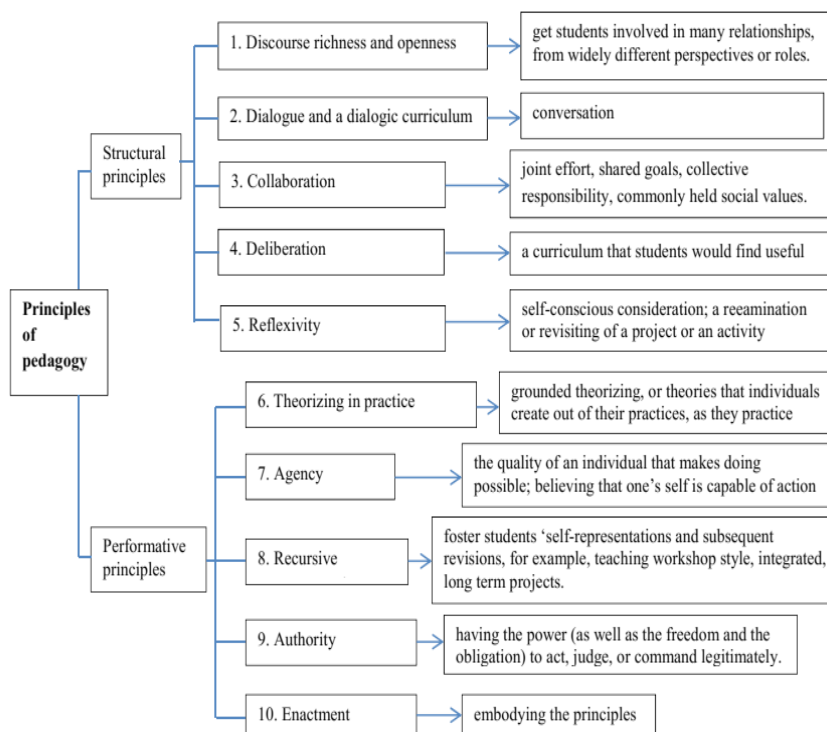 Principles
of
pedagogy
Structural
principles
1. Discourse richness and openness
get students involved in many relationships,
from widely different perspectives or roles.
2. Dialogue and a dialogic curriculum
conversation
3. Collaboration
joint effort, shared goals, collective
responsibility, commonly held social values.
4. Deliberation
a curriculum that students would find useful
5. Reflexivity
self-conscious consideration; a reeamination
or revisiting of a project or an activity
Performative
principles
6. Theorizing in practice
grounded theorizing, or theories that individuals
create out of their practices, as they practice
7. Agency
the quality of an individual that makes doing
possible; believing that one’s self is capable of action
8. Recursive
foster students ‘self-representations and subsequent
revisions, for example, teaching workshop style, integrated,
long term projects.
9. Authority
having the power (as well as the freedom and the
obligation) to act, judge, or command legitimately.
10. Enactment
embodying the principles